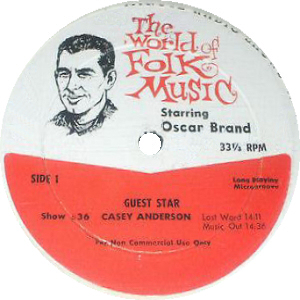 The
World of
FOLK
MUSIC
Starring
Oscar Brand
33⅓ RPM
SIDE 1
Long Playing
Microgroove
GUEST STAR
Show #36 CASEY ANDERSON Last Word 14:11
Music Out 14:36
For Non Commercial Use Only